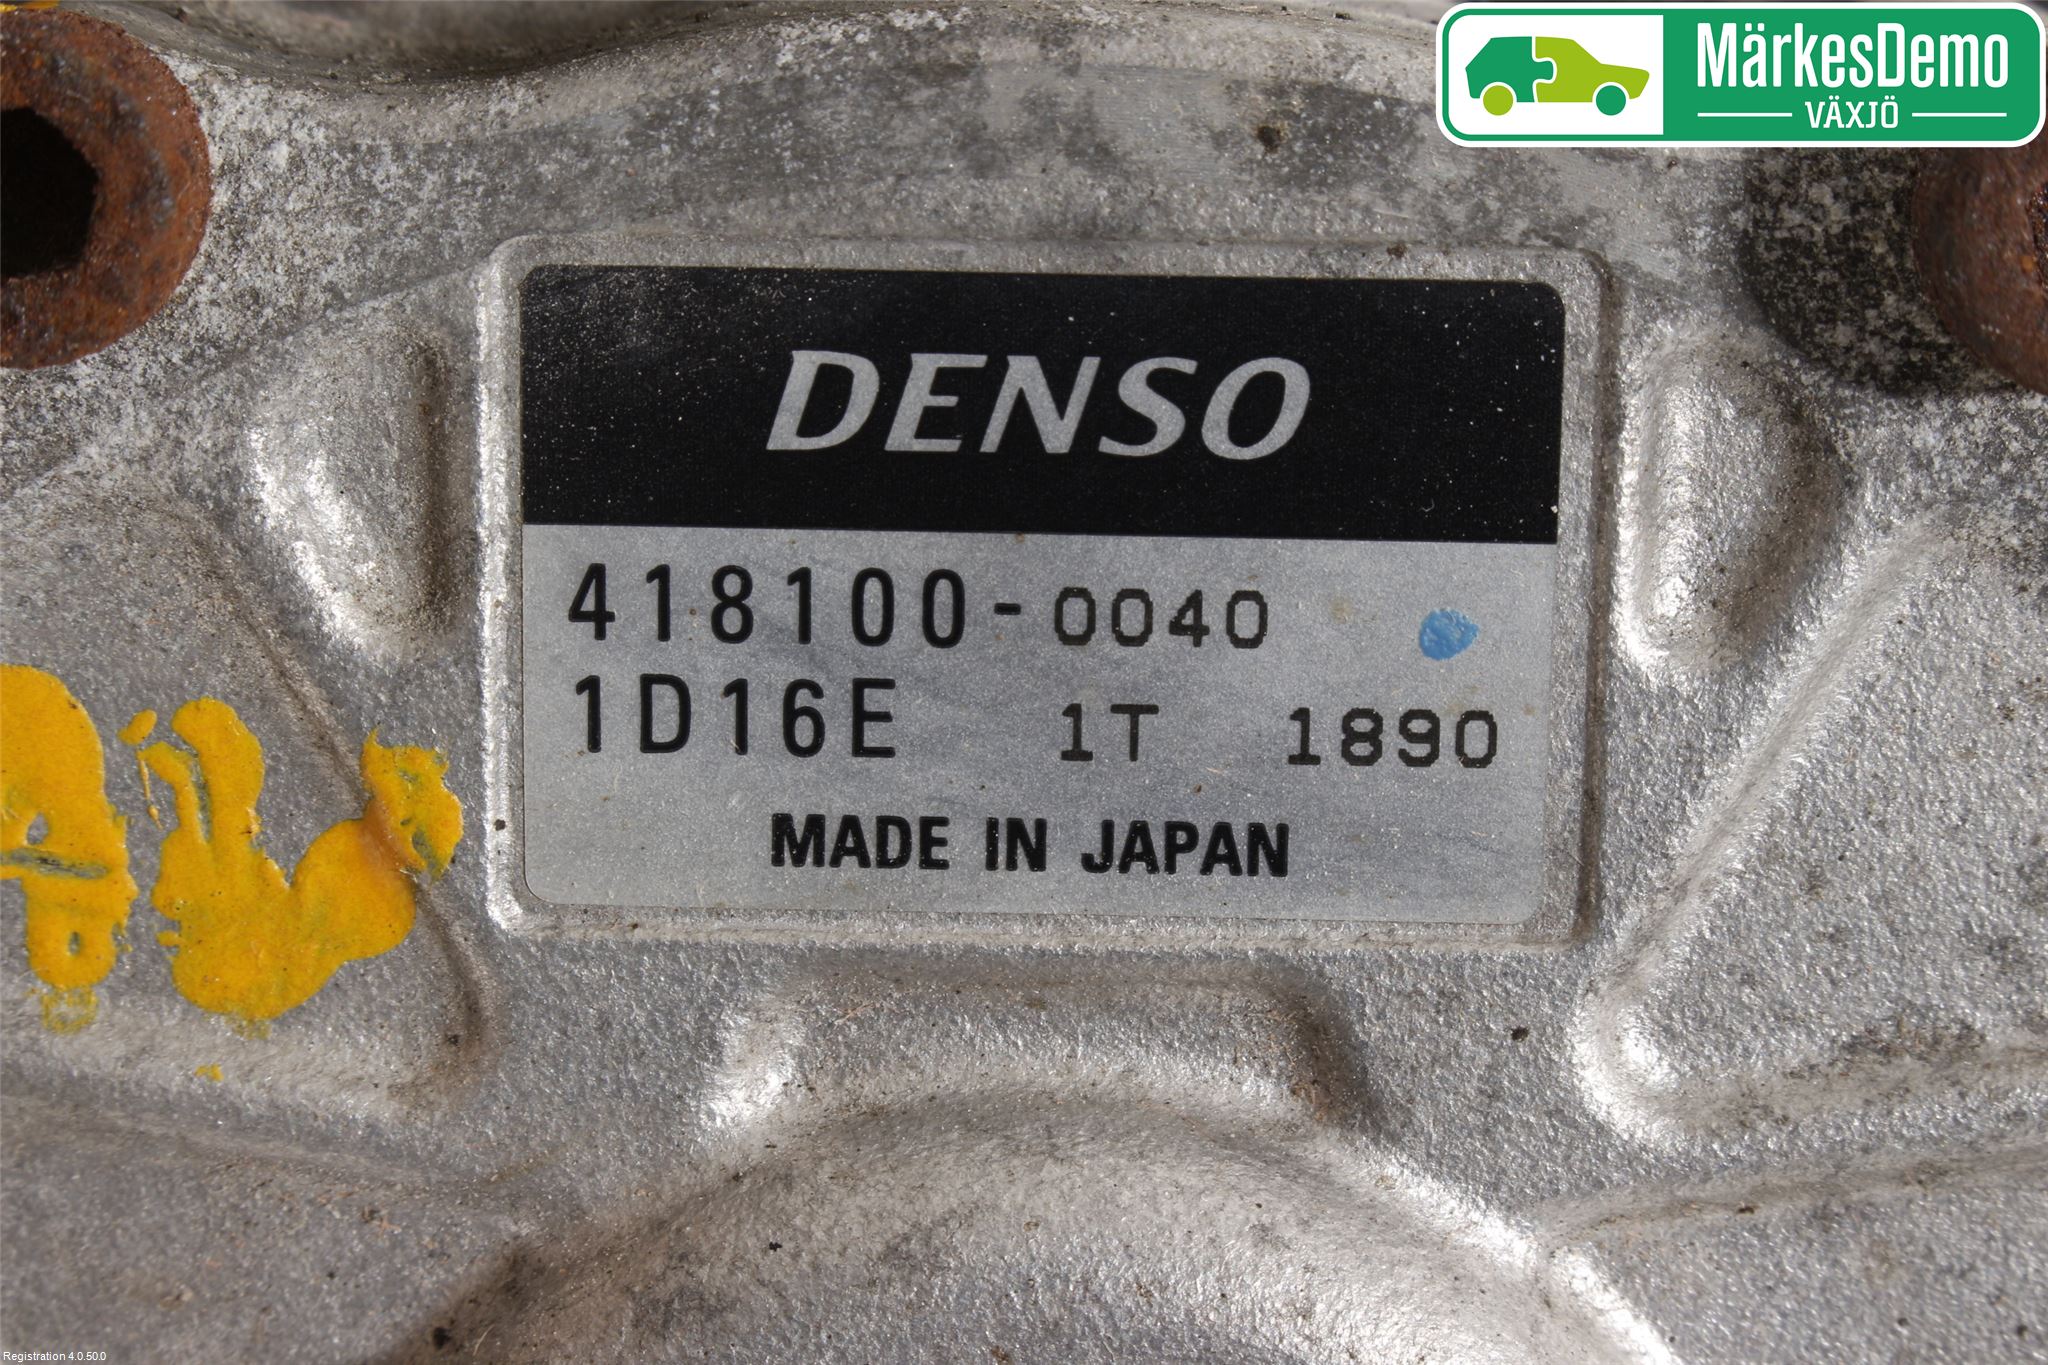 MärkesDemo
VÄXJÖ
DENSO
418100-0040
1D16E 1T 1890
MADE IN JAPAN
Registration 4.0.50.0